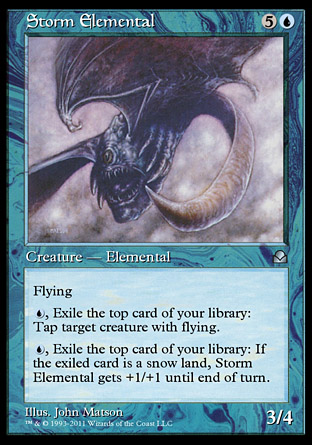 Storm Elemental 5
Creature — Elemental
Flying
, Exile the top card of your library:
Tap target creature with flying.
, Exile the top card of your library: If
the exiled card is a snow land, Storm
Elemental gets +1/+1 until end of turn.
Illus. John Matson
™ & © 1993-2011 Wizards of the Coast LLC
3/4